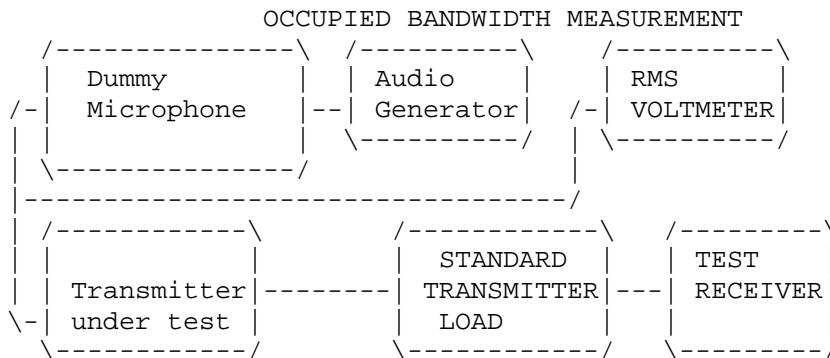 OCCUPIED BANDWIDTH MEASUREMENT
Dummy Audio RMS
Microphone Generator VOLTMETER
STANDARD TEST
Transmitter TRANSMITTER RECEIVER
under test LOAD